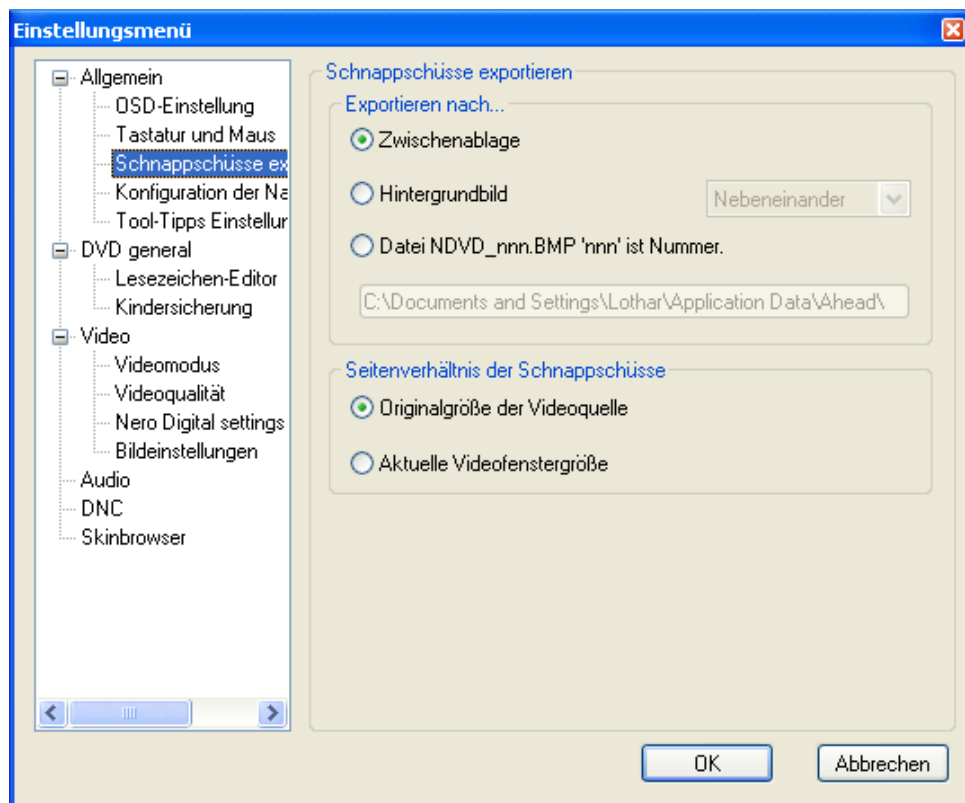 Einstellungsmenü
Allgemein
OSD-Einstellung
Tastatur und Maus
Schnappschüsse ex
Konfiguration der Na
Tool-Tipps Einstellur
DVD general
Lesezeichen-Editor
Kindersicherung
Video
Videomodus
Videoqualität
Nero Digital settings
Bildeinstellungen
Audio
DNC
Skinbrowser
Schnappschüsse exportieren
Exportieren nach...
Zwischenablage
Hintergrundbild
Nebeneinander
Datei NDVD_nnn.BMP 'nnn' ist Nummer.
C:\Documents and Settings\Lothar\Application Data\Ahead\
Seitenverhältnis der Schnappschüsse
Originalgröße der Videoquelle
Aktuelle Videofenstergröße
OK
Abbrechen